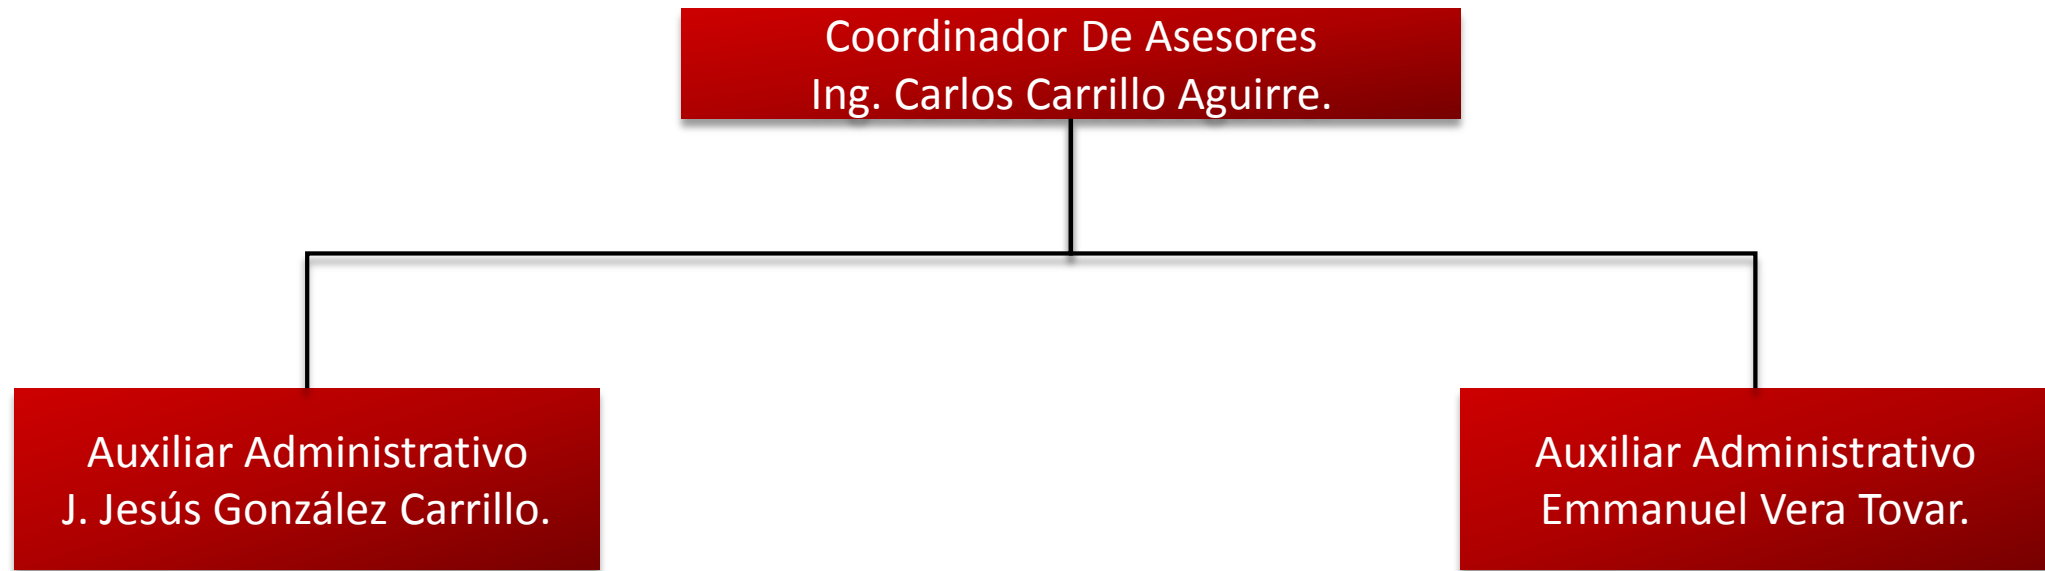 Coordinador De Asesores
Ing. Carlos Carrillo Aguirre.
Auxiliar Administrativo
J. Jesús González Carrillo.
Auxiliar Administrativo
Emmanuel Vera Tovar.